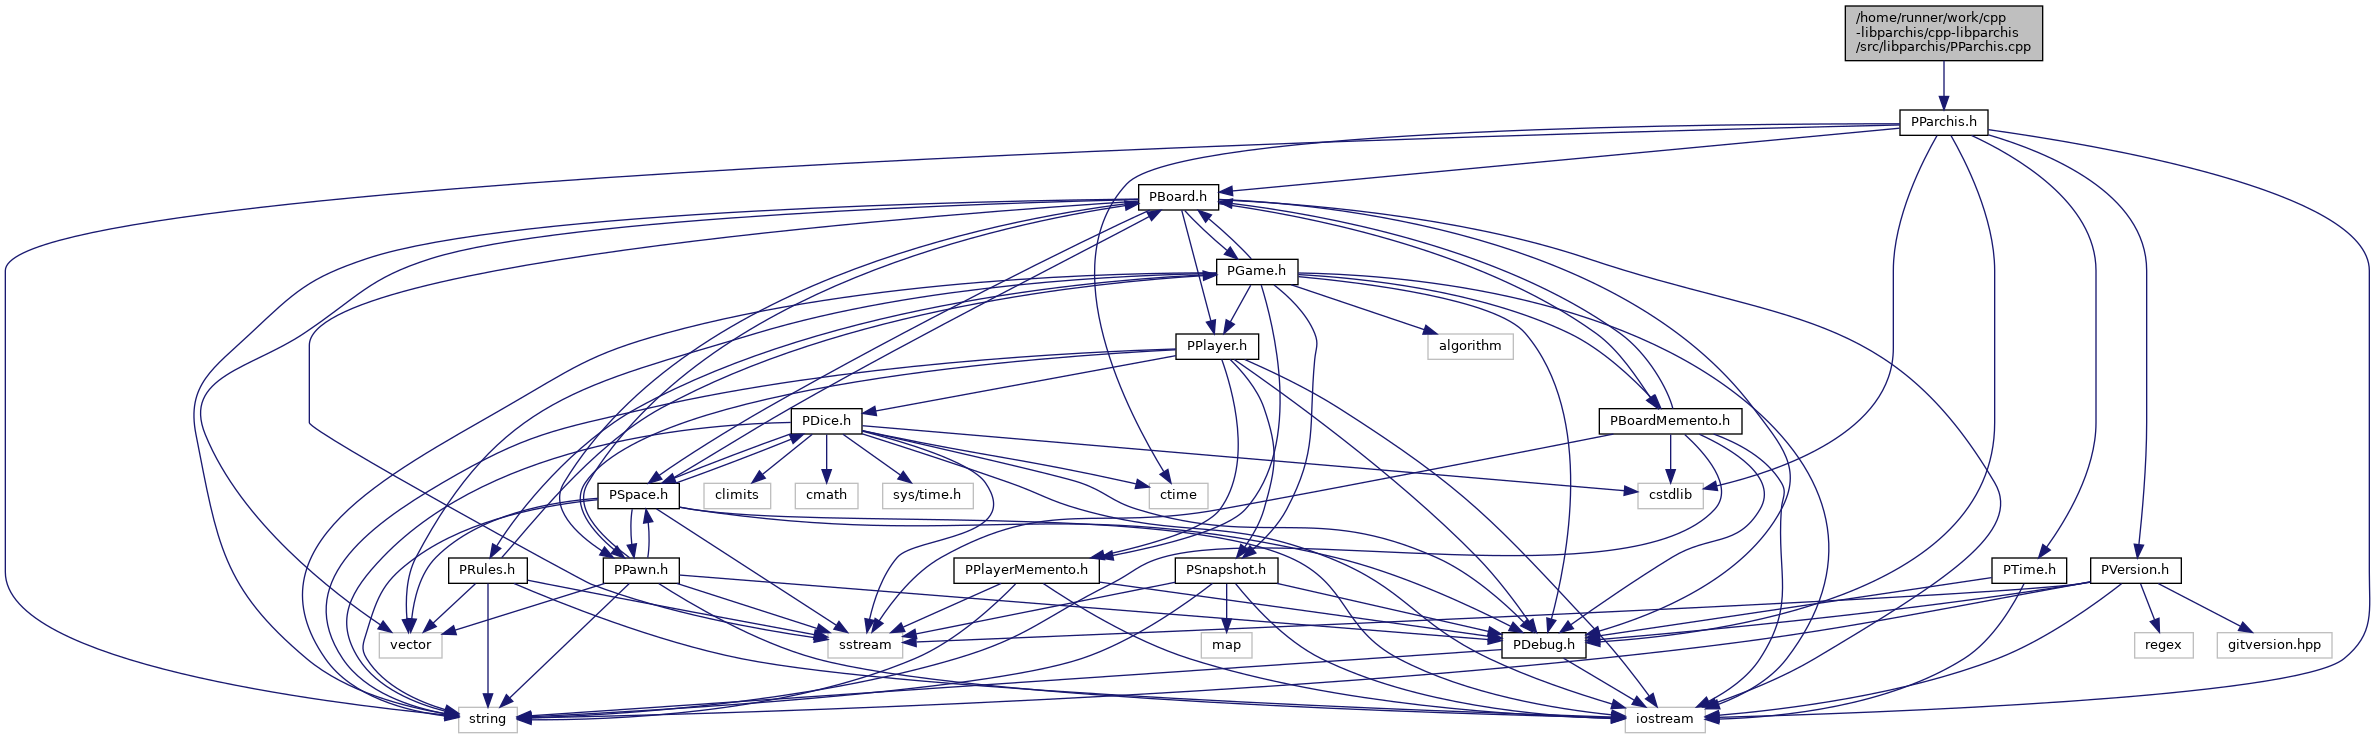 /home/runner/work/cpp
-libparchis/cpp-libparchis
/src/libparchis/PParchis.cpp
PParchis.h
PBoard.h
PGame.h
PPlayer.h
algorithm
PDice.h
PBoardMemento.h
PSpace.h
climits
cmath
sys/time.h
ctime
cstdlib
PRules.h
PPawn.h
PPlayerMemento.h
PSnapshot.h
PTime.h
PVersion.h
vector
sstream
map
PDebug.h
regex
gitversion.hpp
string
iostream